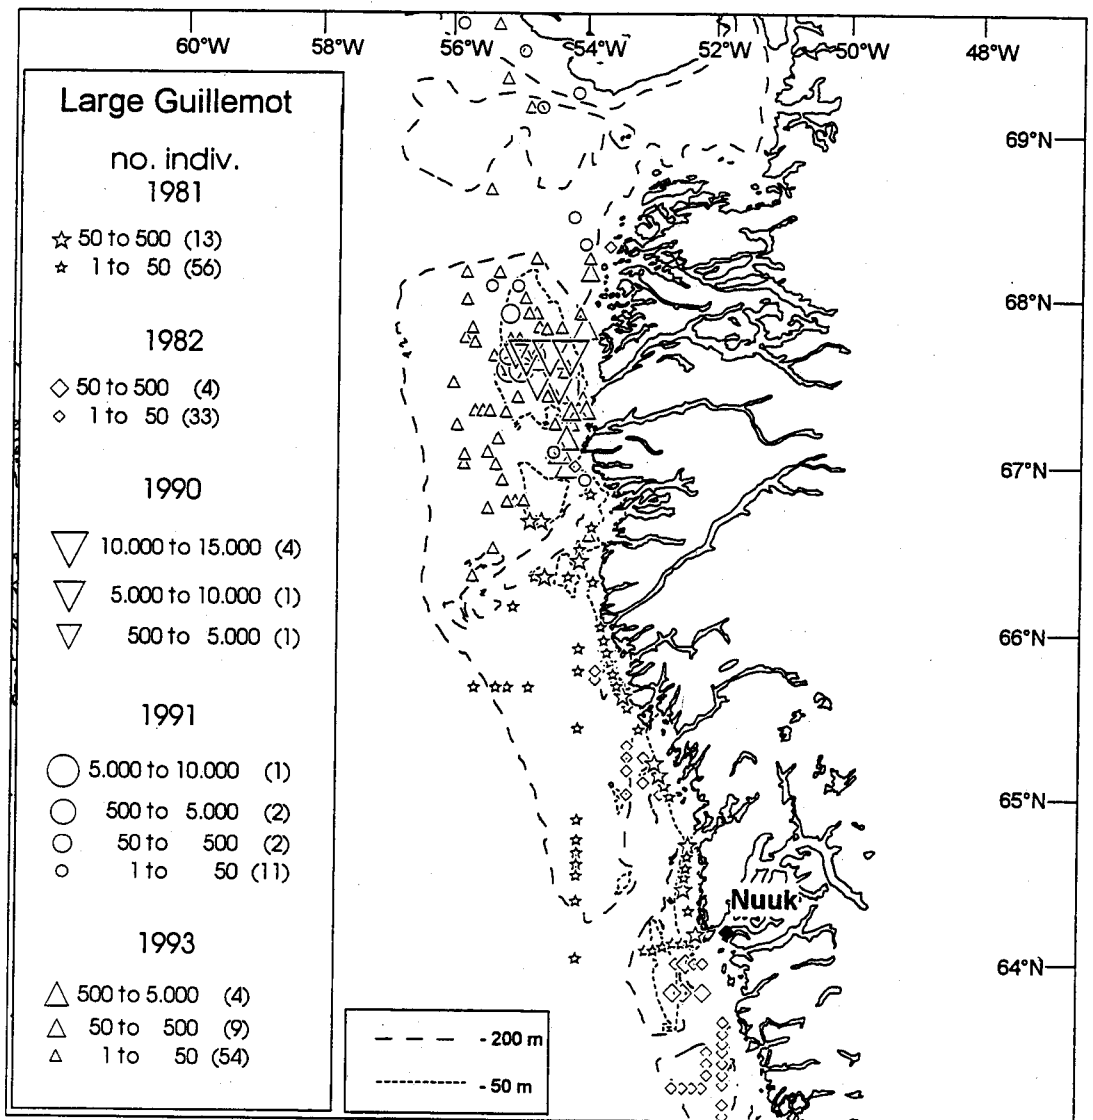 60°W 58°W 56°W 54°W 52°W 50°W 48°W
Large Guillemot
no. indiv.
1981
50 to 500 (13)
1 to 50 (56)
1982
50 to 500 (4)
1 to 50 (33)
1990
10.000 to 15.000 (4)
5.000 to 10.000 (1)
500 to 5.000 (1)
1991
5.000 to 10.000 (1)
500 to 5.000 (2)
50 to 500 (2)
1 to 50 (11)
1993
500 to 5.000 (4)
50 to 500 (9)
1 to 50 (54)
- 200 m
- 50 m
69°N
68°N
67°N
66°N
65°N
Nuuk
64°N